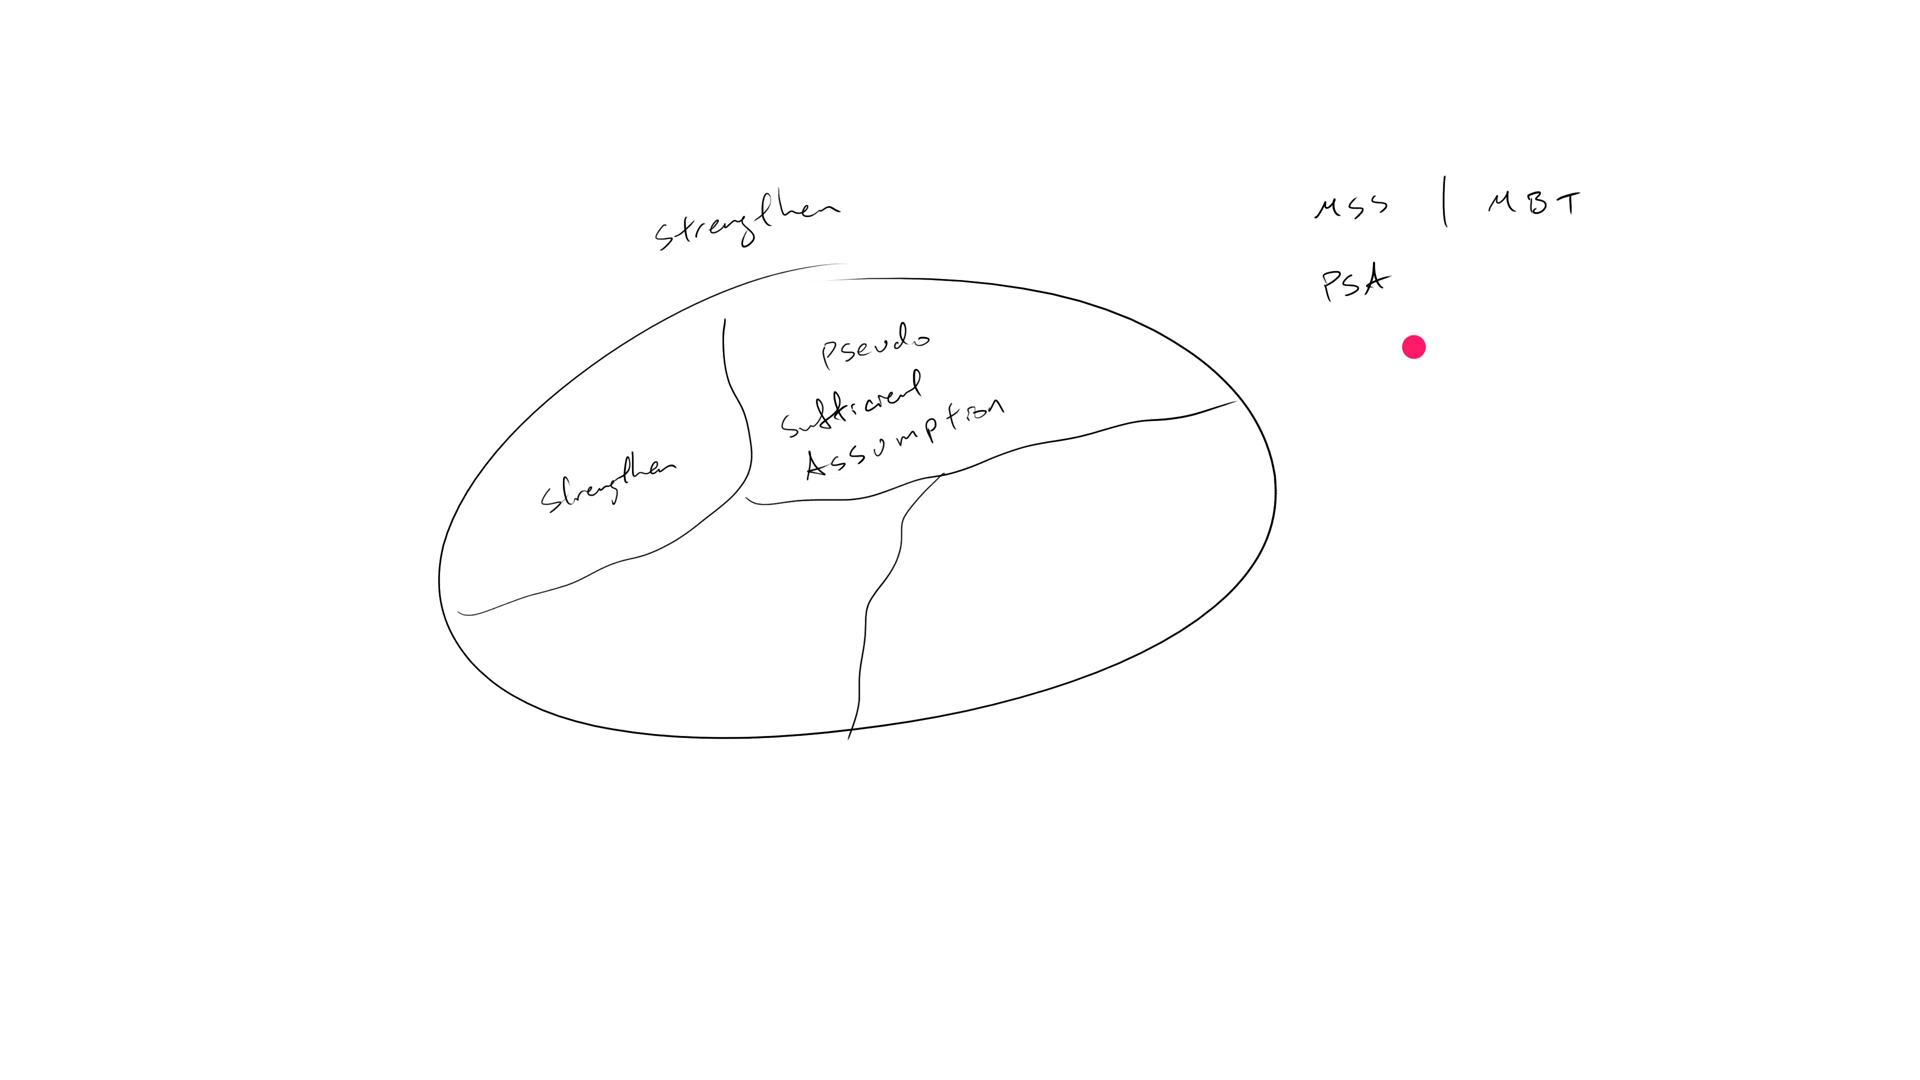 strengthen
MSS | MBT
PSA
pseudo
sufficient
Assumption
strengthen